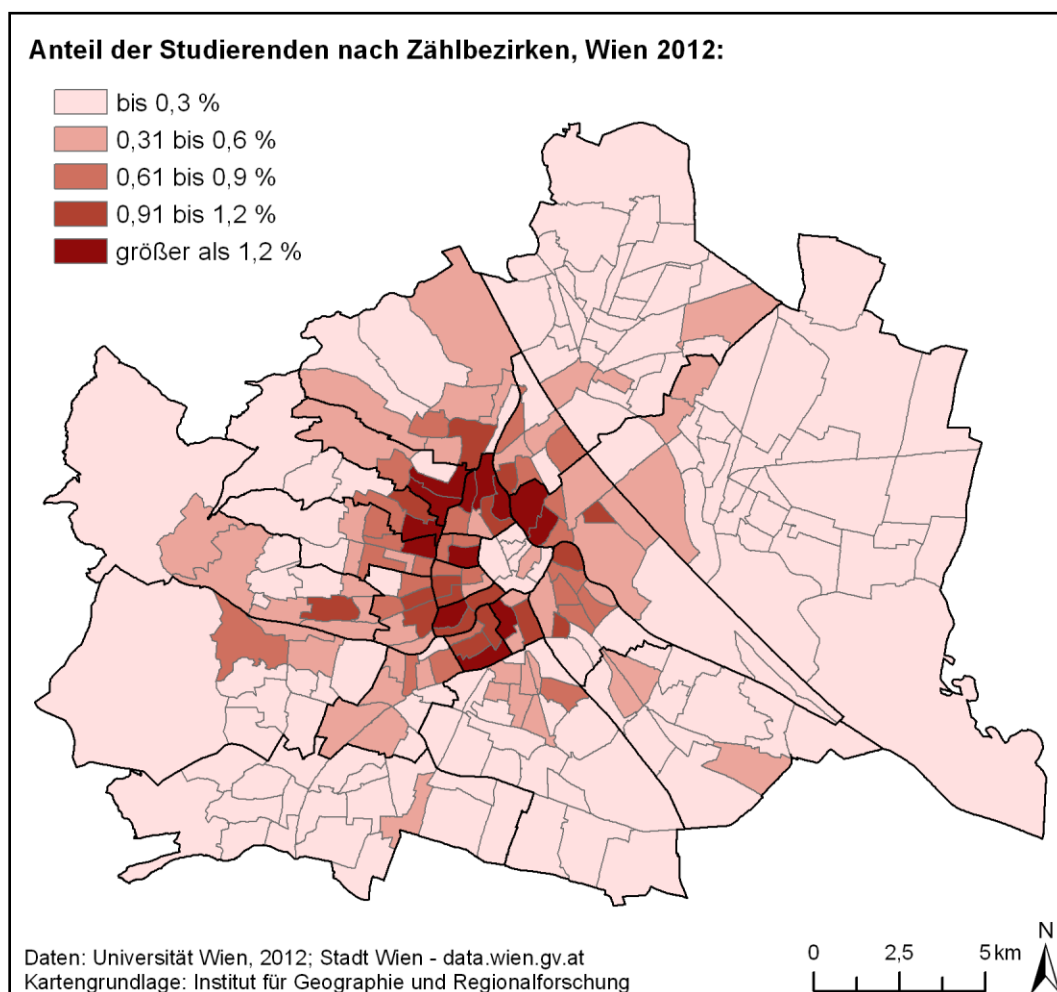 Anteil der Studierenden nach Zählbezirken, Wien 2012:
bis 0,3 %
0,31 bis 0,6 %
0,61 bis 0,9 %
0,91 bis 1,2 %
größer als 1,2 %
Daten: Universität Wien, 2012; Stadt Wien - data.wien.gv.at
Kartengrundlage: Institut für Geographie und Regionalforschung
0 2,5 5 km
N